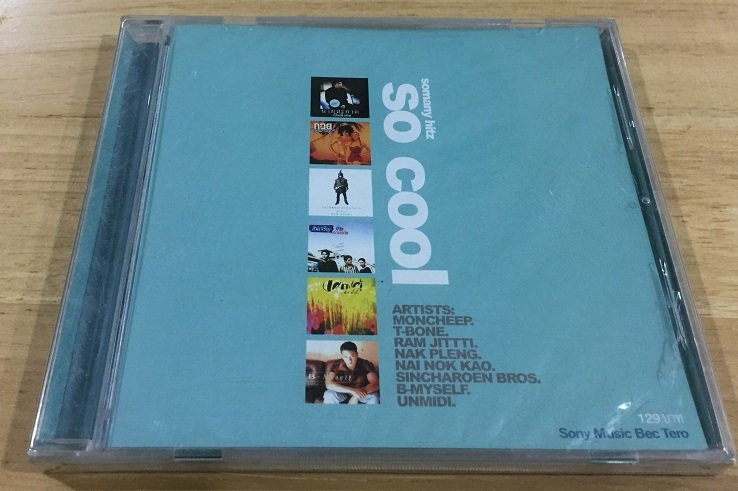 somany hitz
so cool
B-Myself
ARTISTS:
MONCHEEP.
T-BONE.
RAM JITTTI.
NAK PLENG.
NAI NOK KAO.
SINCHAROEN BROS.
B-MYSELF.
UNMIDI.
129 บาท
Sony Music Bec Tero